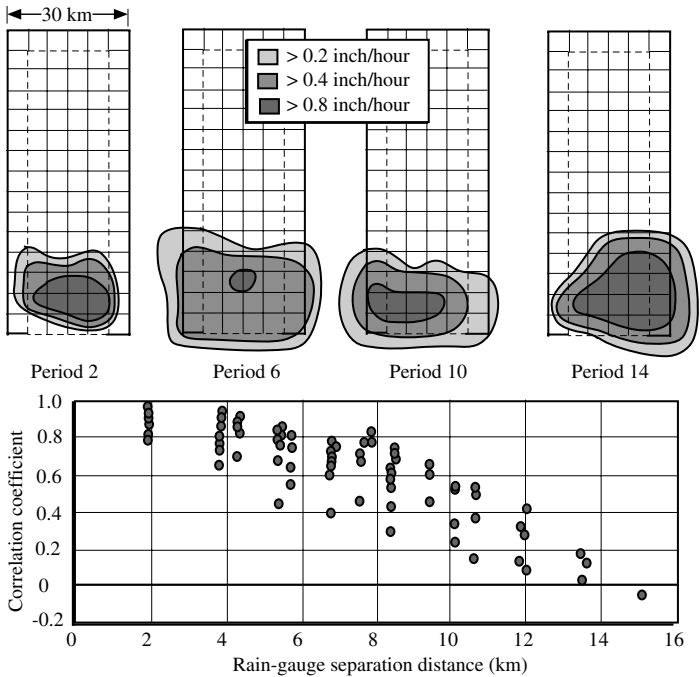 30 km
> 0.2 inch/hour
> 0.4 inch/hour
> 0.8 inch/hour
Period 2
Period 6
Period 10
Period 14
1.0
0.8
0.6
0.4
0.2
0
-0.2
Correlation coefficient
0 2 4 6 8 10 12 14 16
Rain-gauge separation distance (km)